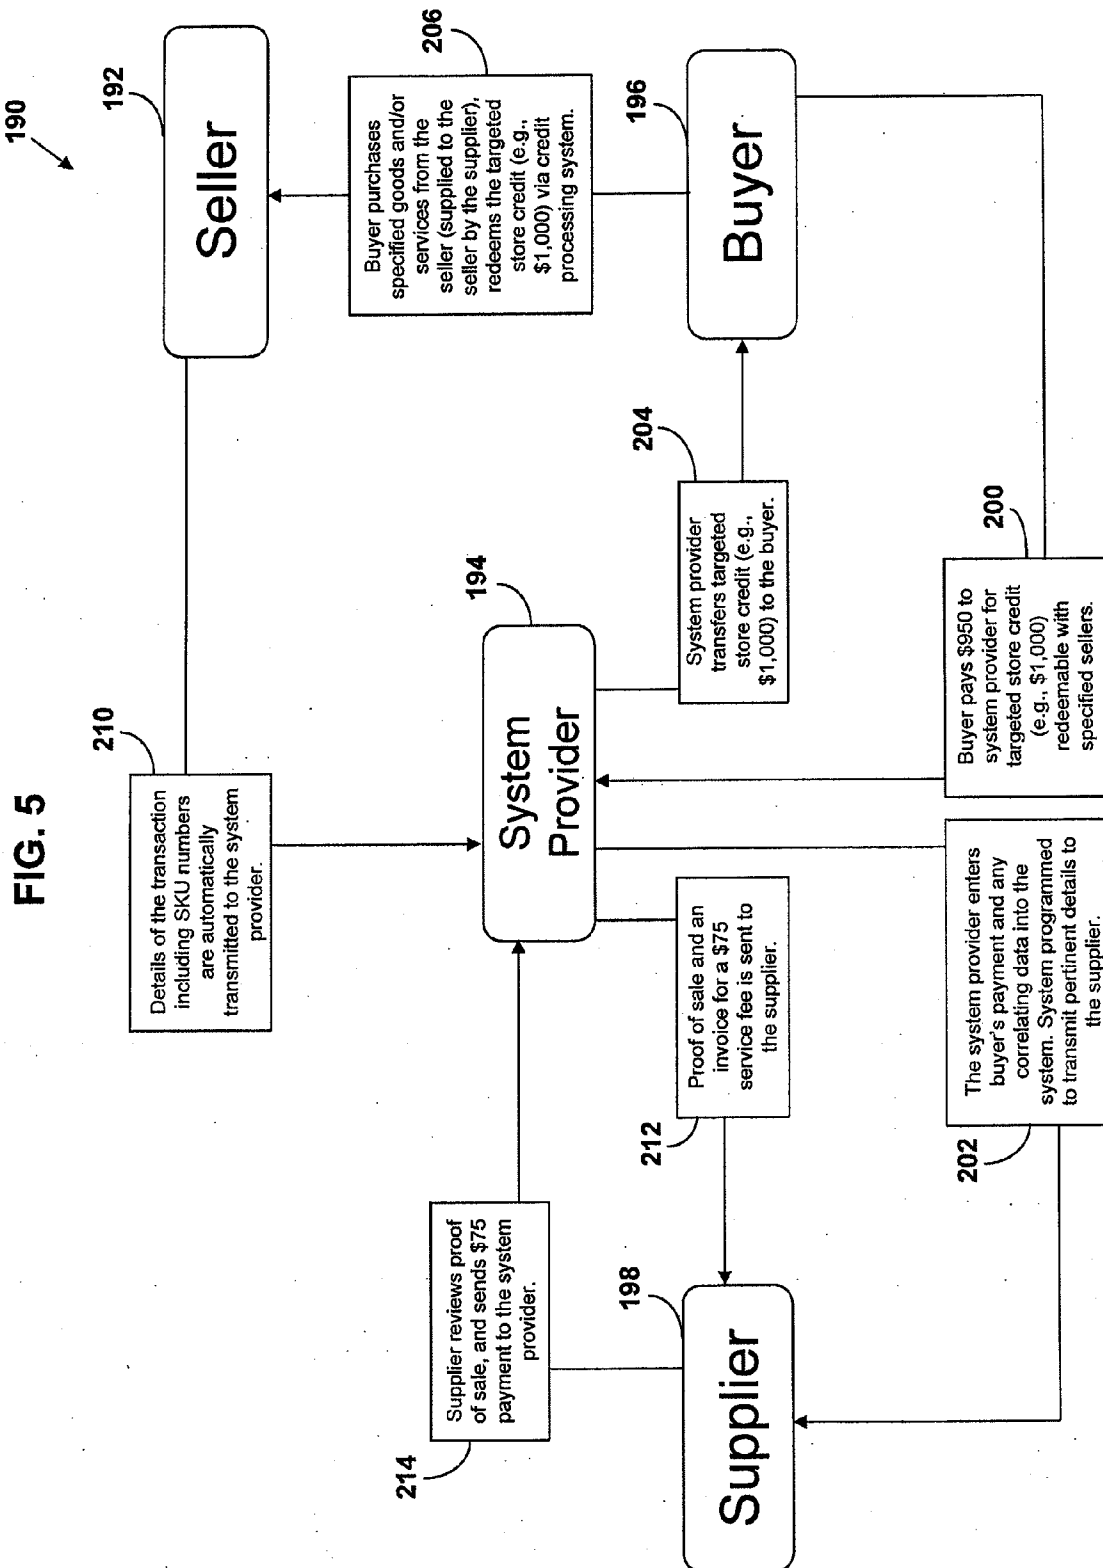 FIG. 5
190
210
Details of the transaction
including SKU numbers
are automatically
transmitted to the system
provider.
192
Seller
206
Buyer purchases
specified goods and/or
services from the
seller (supplied to the
seller by the supplier),
redeems the targeted
store credit (e.g.,
$1,000) via credit
processing system.
214
Supplier reviews proof
of sale, and sends $75
payment to the system
provider.
194
System
Provider
198
Supplier
212
Proof of sale and an
invoice for a $75
service fee is sent to
the supplier.
204
System provider
transfers targeted
store credit (e.g.,
$1,000) to the buyer.
196
Buyer
202
The system provider enters
buyer's payment and any
correlating data into the
system. System programmed
to transmit pertinent details to
the supplier.
200
Buyer pays $950 to
system provider for
targeted store credit
(e.g., $1,000)
redeemable with
specified sellers.